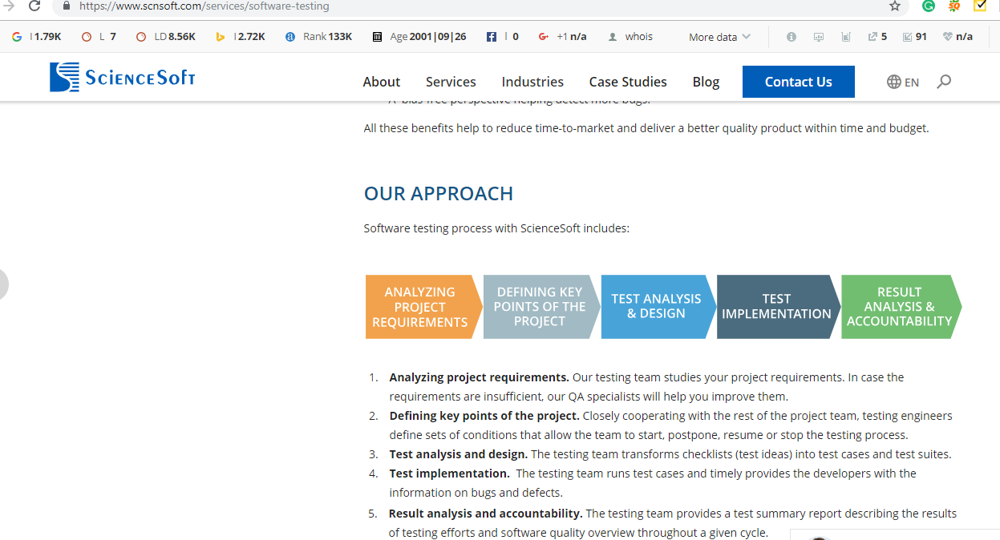 https://www.scnsoft.com/services/software-testing
I 1.79K L 7 LD 8.56K I 2.72K Rank 133K Age 2001|09|26 I 0 +1 n/a whois More data 5 91 n/a
SCIENCESOFT About Services Industries Case Studies Blog Contact Us EN
A bias-free perspective helping detect more bugs.
All these benefits help to reduce time-to-market and deliver a better quality product within time and budget.
OUR APPROACH
Software testing process with ScienceSoft includes:
ANALYZING
PROJECT
REQUIREMENTS
DEFINING KEY
POINTS OF THE
PROJECT
TEST ANALYSIS
& DESIGN
TEST
IMPLEMENTATION
RESULT
ANALYSIS &
ACCOUNTABILITY
1. Analyzing project requirements. Our testing team studies your project requirements. In case the
requirements are insufficient, our QA specialists will help you improve them.
2. Defining key points of the project. Closely cooperating with the rest of the project team, testing engineers
define sets of conditions that allow the team to start, postpone, resume or stop the testing process.
3. Test analysis and design. The testing team transforms checklists (test ideas) into test cases and test suites.
4. Test implementation. The testing team runs test cases and timely provides the developers with the
information on bugs and defects.
5. Result analysis and accountability. The testing team provides a test summary report describing the results
of testing efforts and software quality overview throughout a given cycle.